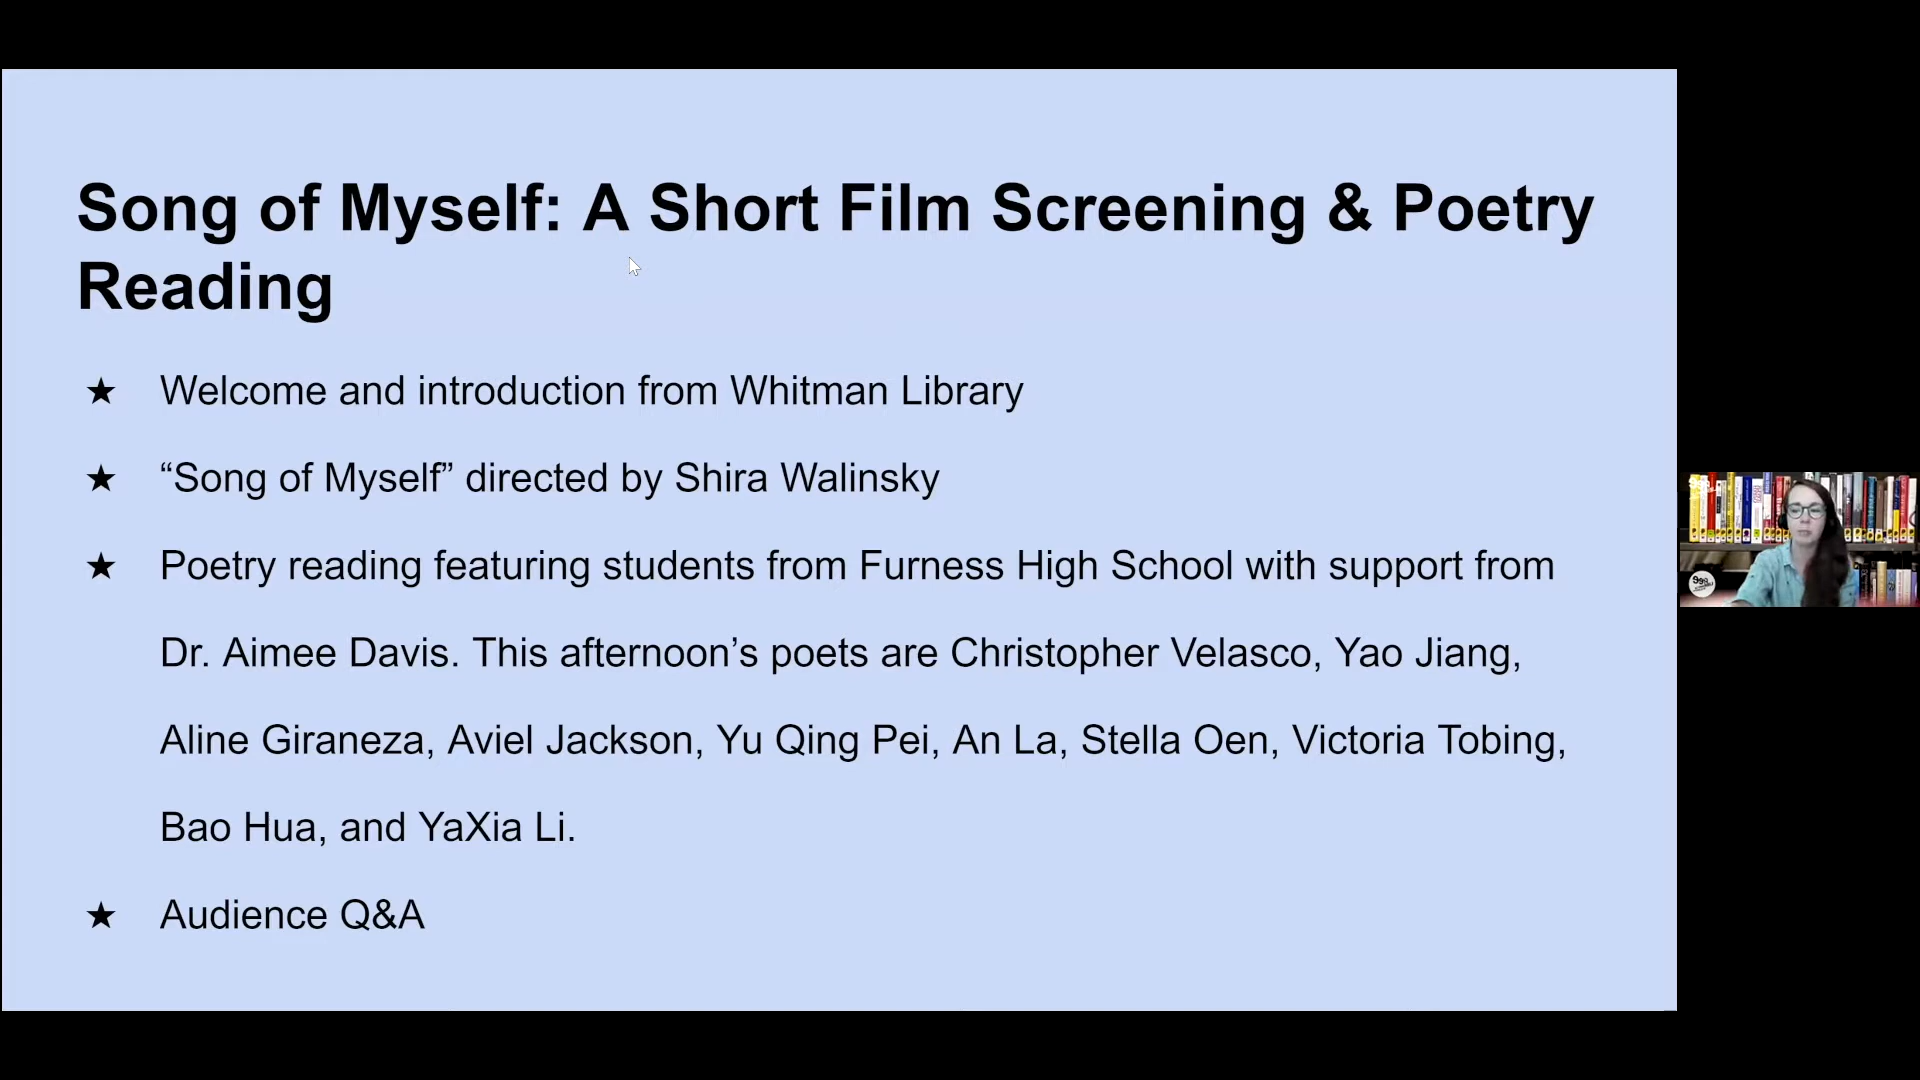 Song of Myself: A Short Film Screening & Poetry
Reading
★ Welcome and introduction from Whitman Library
★ “Song of Myself” directed by Shira Walinsky
★ Poetry reading featuring students from Furness High School with support from
Dr. Aimee Davis. This afternoon’s poets are Christopher Velasco, Yao Jiang,
Aline Giraneza, Aviel Jackson, Yu Qing Pei, An La, Stella Oen, Victoria Tobing,
Bao Hua, and YaXia Li.
★ Audience Q&A